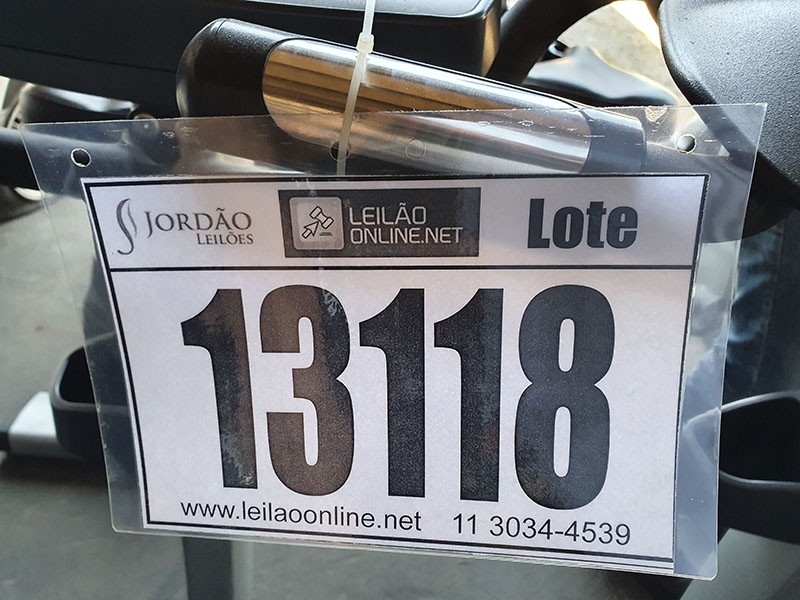 JORDÃO
LEILÕES
LEILÃO
ONLINE.NET
Lote
13118
www.leilaoonline.net 11 3034-4539